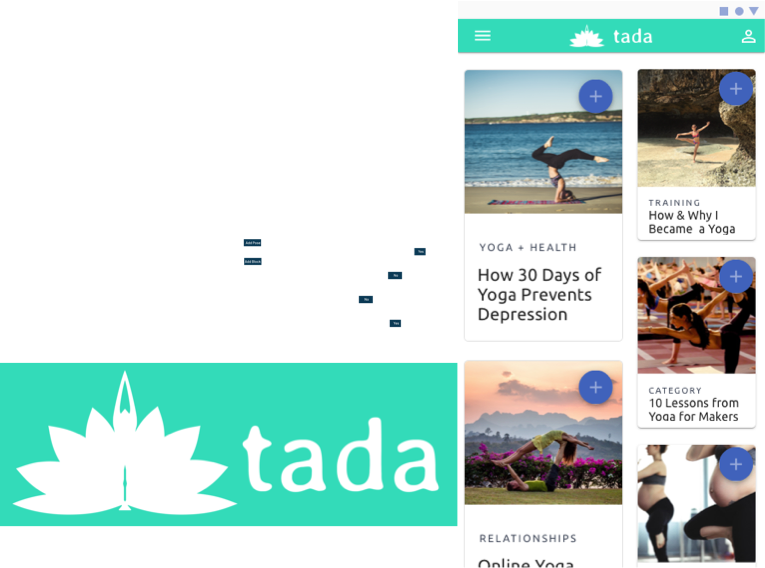 Add Pose
Add Block
Yes
No
No
Yes
tada
tada
YOGA + HEALTH
How 30 Days of
Yoga Prevents
Depression
RELATIONSHIPS
Online Yoga
TRAINING
How & Why I
Became a Yoga
CATEGORY
10 Lessons from
Yoga for Makers